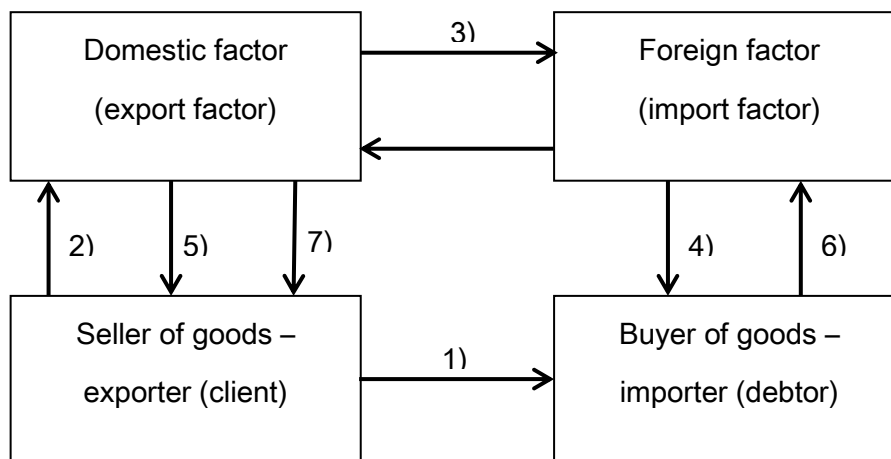 Domestic factor
(export factor)
3)
Foreign factor
(import factor)
2)
5)
7)
4)
6)
Seller of goods –
exporter (client)
1)
Buyer of goods –
importer (debtor)